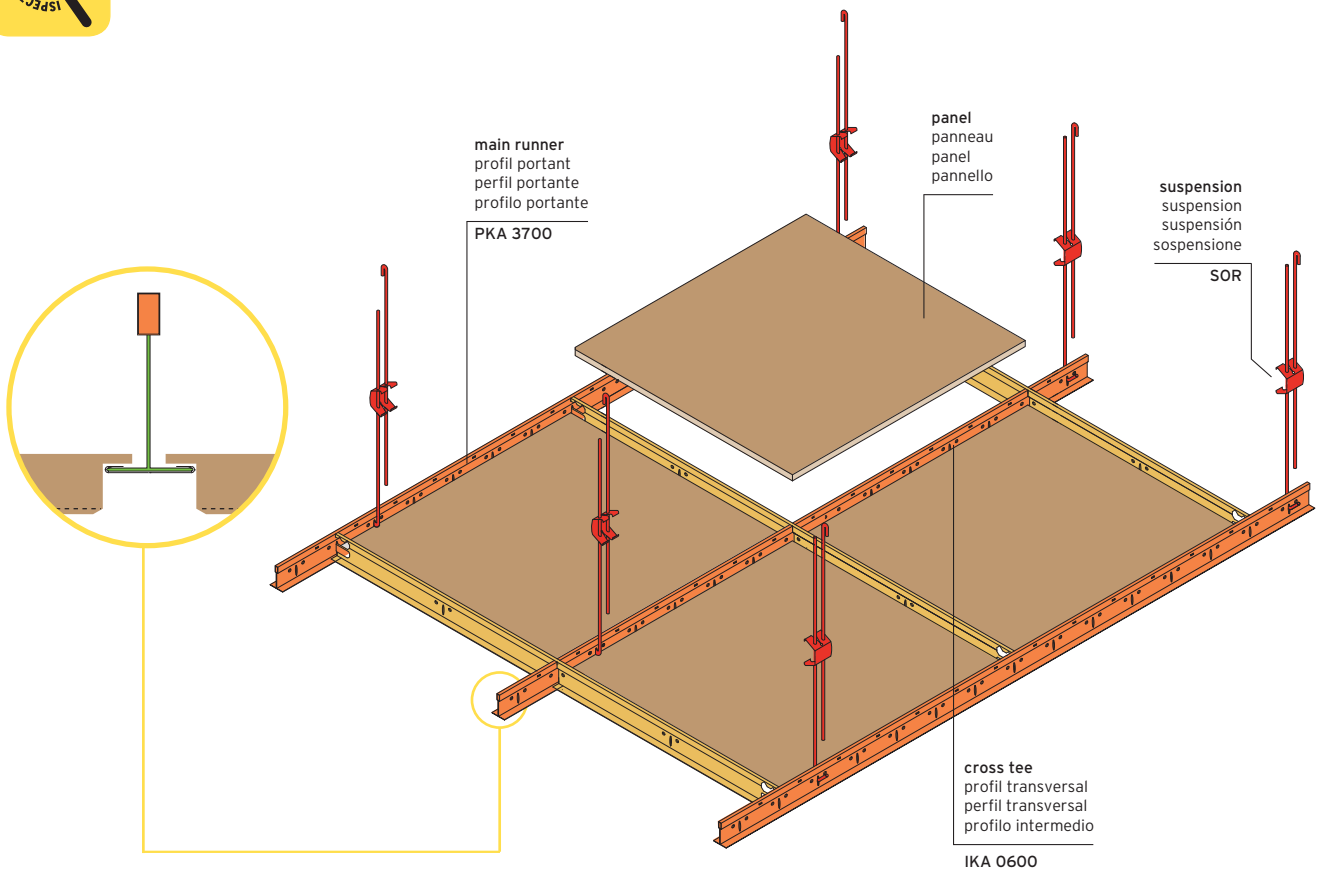 main runner
profil portant
perfil portante
profilo portante
PKA 3700
panel
panneau
panel
pannello
suspension
suspension
suspensión
sospensione
SOR
cross tee
profil transversal
perfil transversal
profilo intermedio
IKA 0600